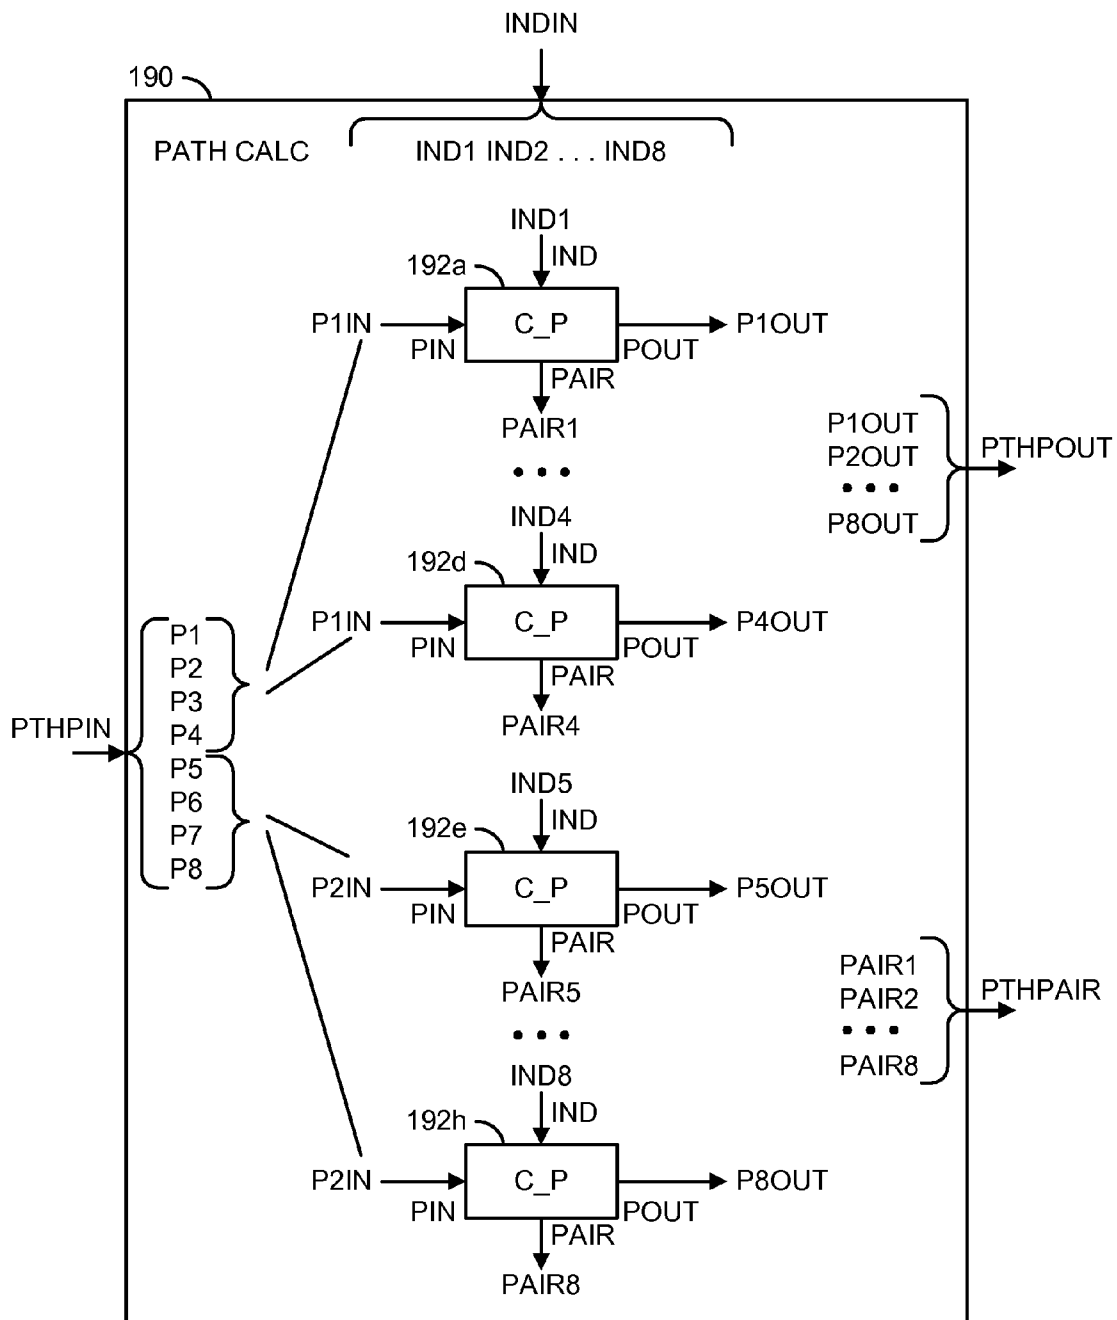 INDIN
190
PATH CALC
IND1 IND2 . . . IND8
IND1
IND
192a
P1IN
C_P
P1OUT
PIN
POUT
PAIR
PAIR1
• • •
P1OUT
P2OUT
• • •
P8OUT
PTHPOUT
IND4
IND
192d
P1IN
C_P
P4OUT
PIN
POUT
PAIR
PAIR4
PTHPIN
P1
P2
P3
P4
P5
P6
P7
P8
IND5
IND
192e
P2IN
C_P
P5OUT
PIN
POUT
PAIR
PAIR5
• • •
PAIR1
PAIR2
• • •
PAIR8
PTHPAIR
IND8
IND
192h
P2IN
C_P
P8OUT
PIN
POUT
PAIR
PAIR8